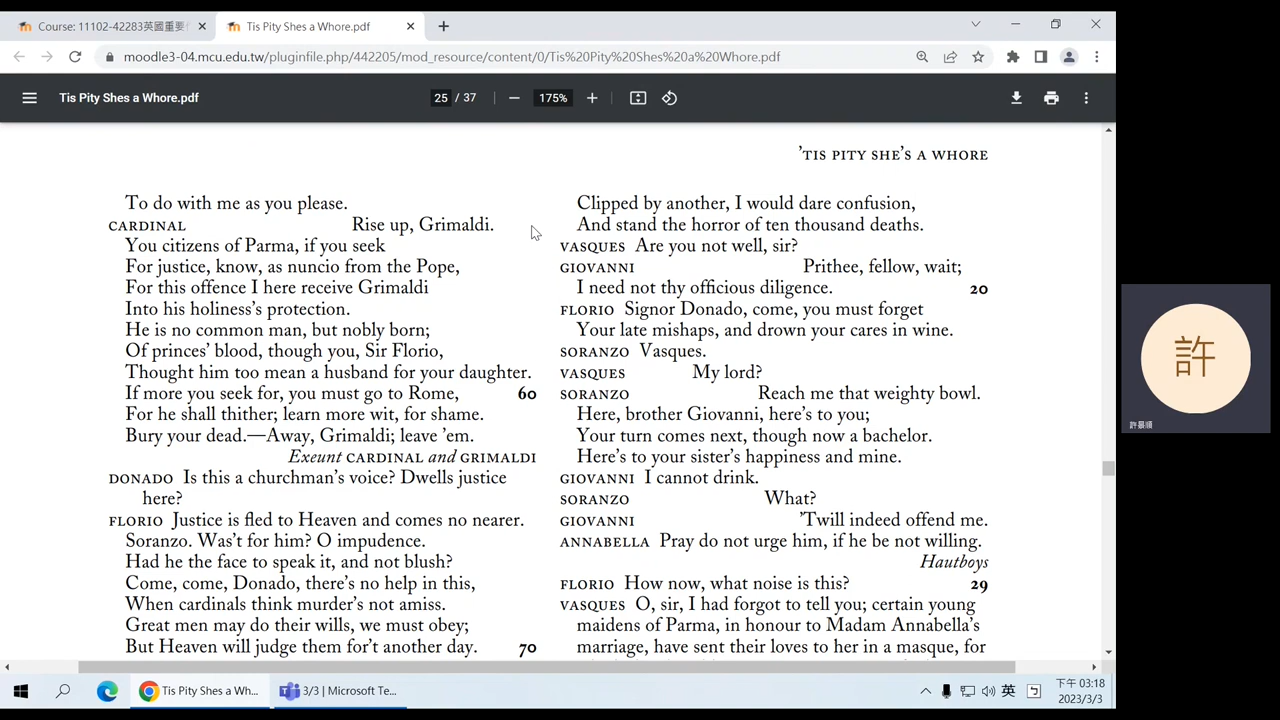 Course: 11102-42283英國重要
Tis Pity Shes a Whore.pdf
moodle3-04.mcu.edu.tw/pluginfile.php/442205/mod_resource/content/0/Tis%20Pity%20Shes%20a%20Whore.pdf
Tis Pity Shes a Whore.pdf
25 / 37
175%
'TIS PITY SHE'S A WHORE
To do with me as you please.
CARDINAL Rise up, Grimaldi.
You citizens of Parma, if you seek
For justice, know, as nuncio from the Pope,
For this offence I here receive Grimaldi
Into his holiness's protection.
He is no common man, but nobly born;
Of princes' blood, though you, Sir Florio,
Thought him too mean a husband for your daughter.
If more you seek for, you must go to Rome, 60
For he shall thither; learn more wit, for shame.
Bury your dead.—Away, Grimaldi; leave 'em.
Exeunt CARDINAL and GRIMALDI
DONADO Is this a churchman's voice? Dwells justice
here?
FLORIO Justice is fled to Heaven and comes no nearer.
Soranzo. Was't for him? O impudence.
Had he the face to speak it, and not blush?
Come, come, Donado, there's no help in this,
When cardinals think murder's not amiss.
Great men may do their wills, we must obey;
But Heaven will judge them for't another day. 70
Clipped by another, I would dare confusion,
And stand the horror of ten thousand deaths.
VASQUES Are you not well, sir?
GIOVANNI Prithee, fellow, wait;
I need not thy officious diligence. 20
FLORIO Signor Donado, come, you must forget
Your late mishaps, and drown your cares in wine.
SORANZO Vasques.
VASQUES My lord?
SORANZO Reach me that weighty bowl.
Here, brother Giovanni, here's to you;
Your turn comes next, though now a bachelor.
Here's to your sister's happiness and mine.
GIOVANNI I cannot drink.
SORANZO What?
GIOVANNI 'Twill indeed offend me.
ANNABELLA Pray do not urge him, if he be not willing.
Hautboys
FLORIO How now, what noise is this? 29
VASQUES O, sir, I had forgot to tell you; certain young
maidens of Parma, in honour to Madam Annabella's
marriage, have sent their loves to her in a masque, for
許
許景順
Tis Pity Shes a Wh...
3/3 | Microsoft Te...
英
下午 03:18
2023/3/3